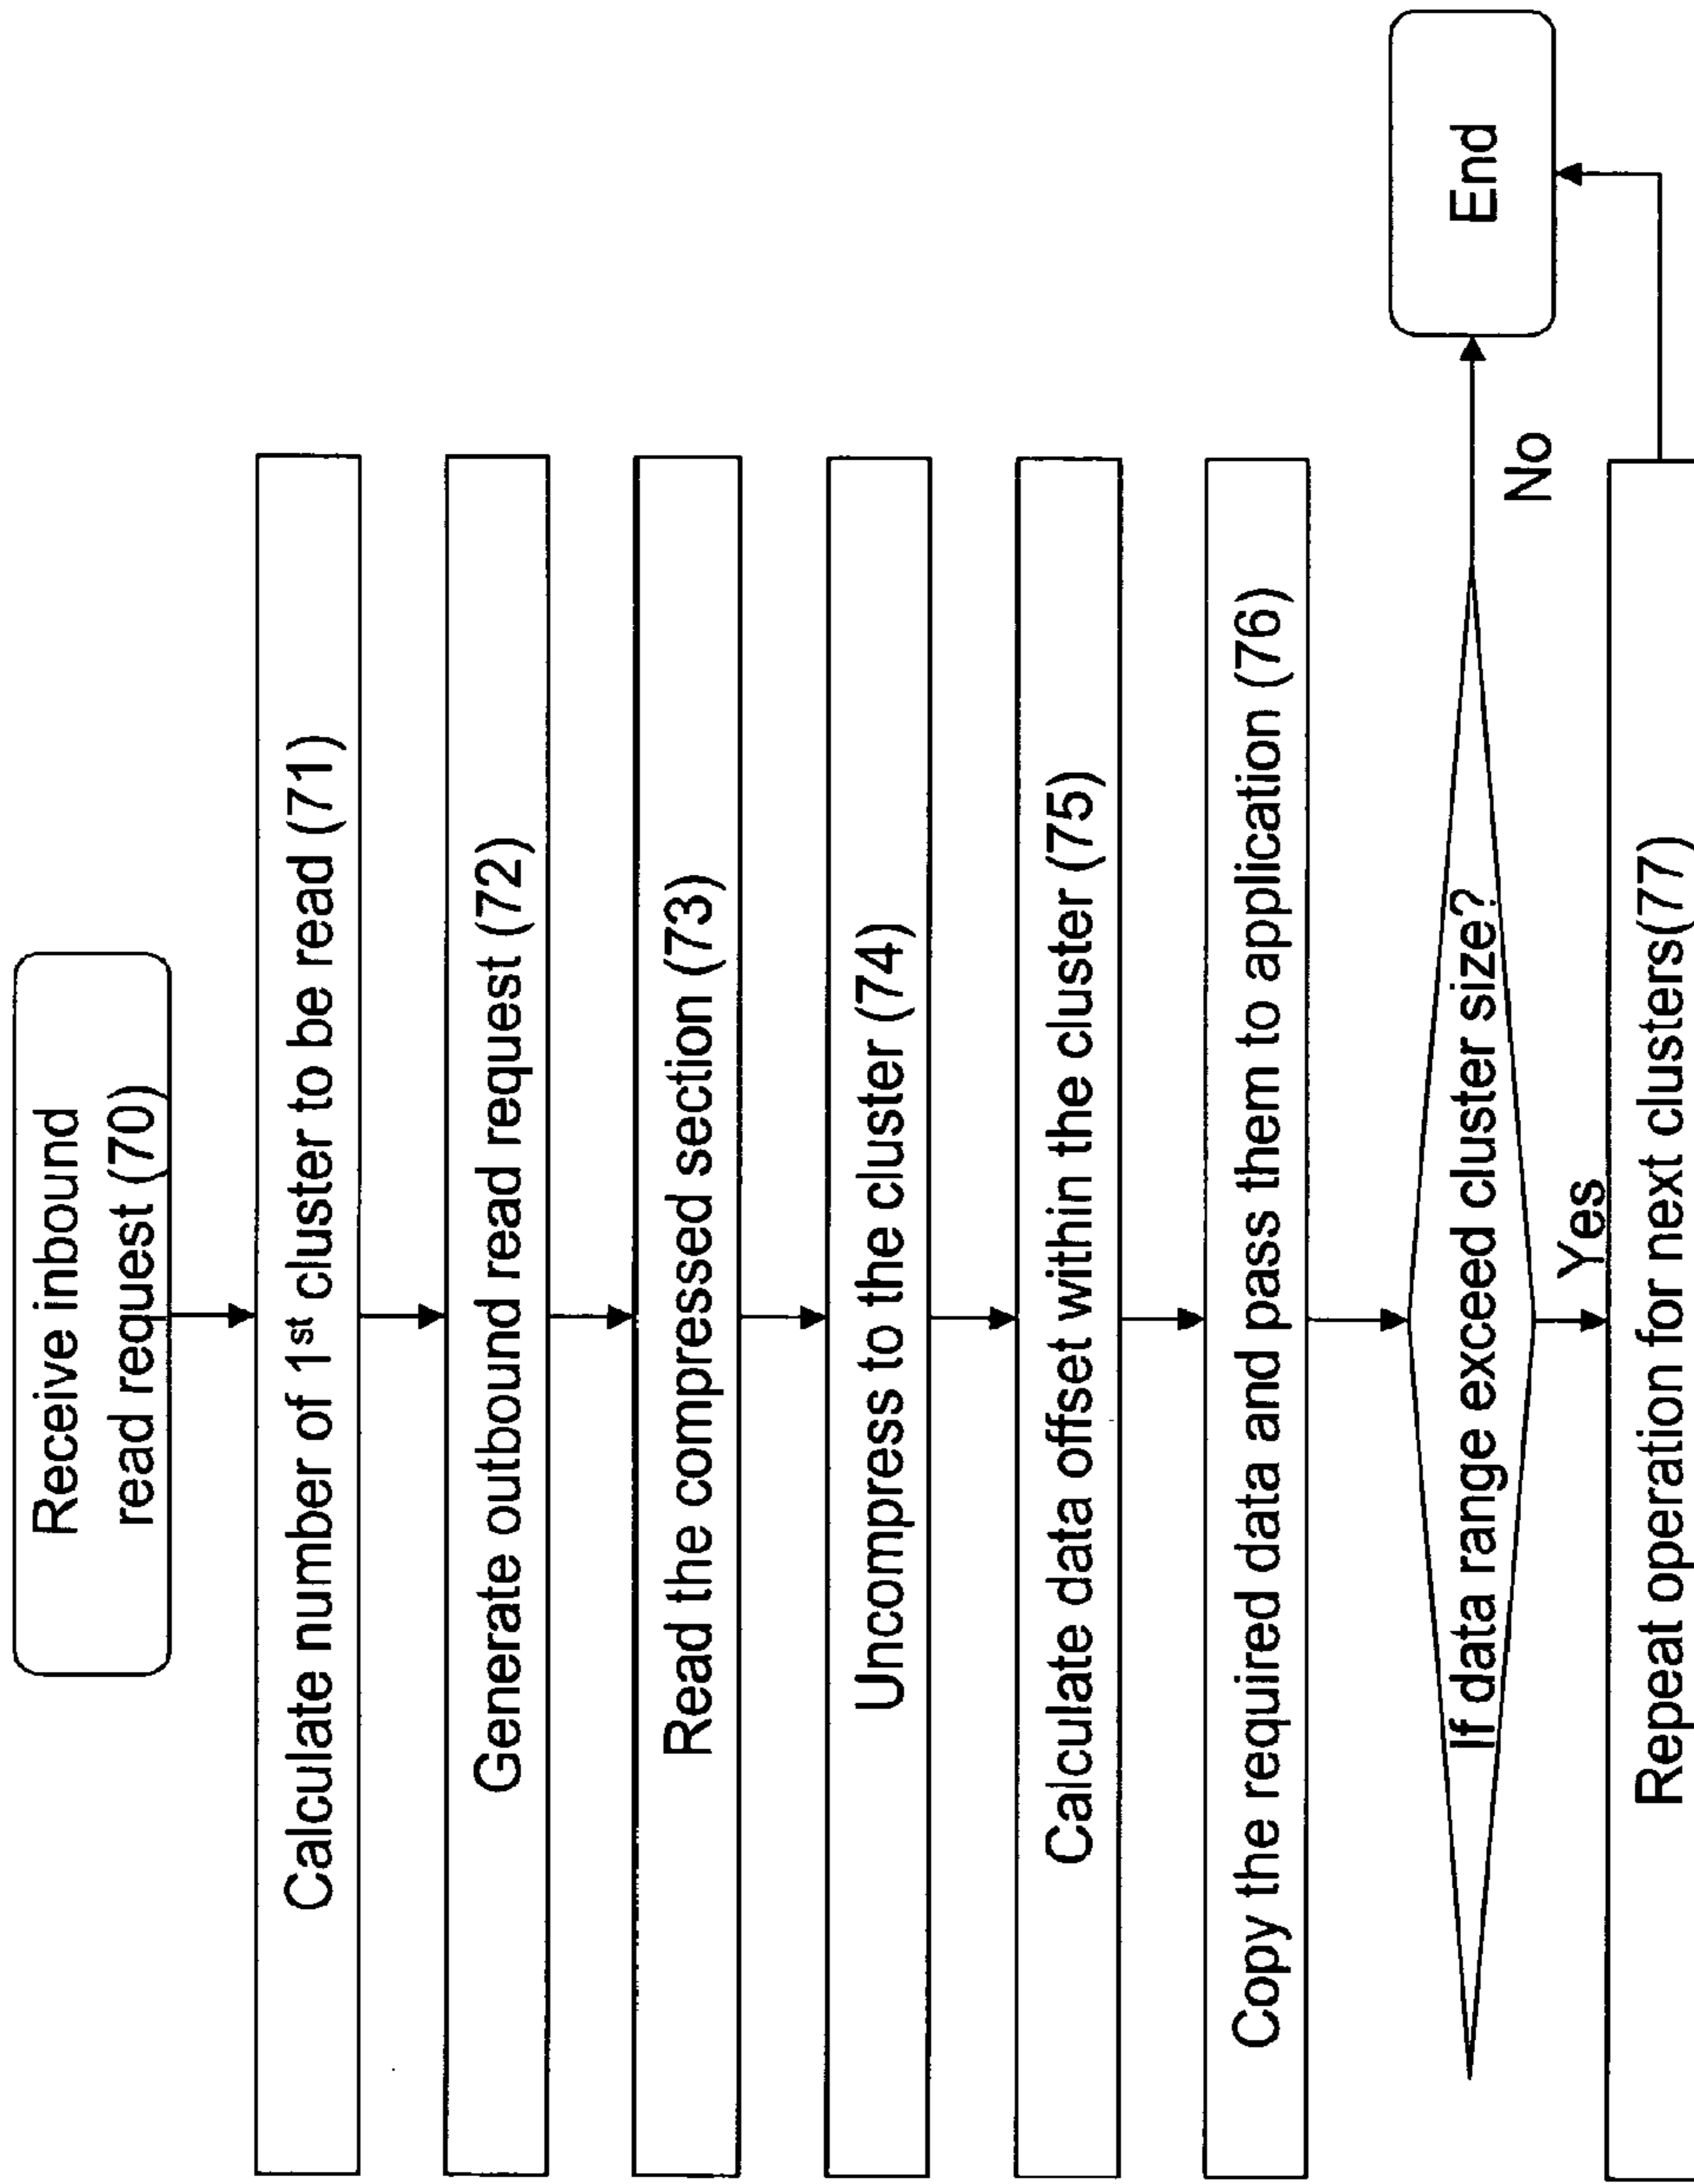 Receive inbound
read request (70)
Calculate number of 1st cluster to be read (71)
Generate outbound read request (72)
Read the compressed section (73)
Uncompress to the cluster (74)
Calculate data offset within the cluster (75)
Copy the required data and pass them to application (76)
If data range exceed cluster size?
No
End
Yes
Repeat operation for next clusters(77)